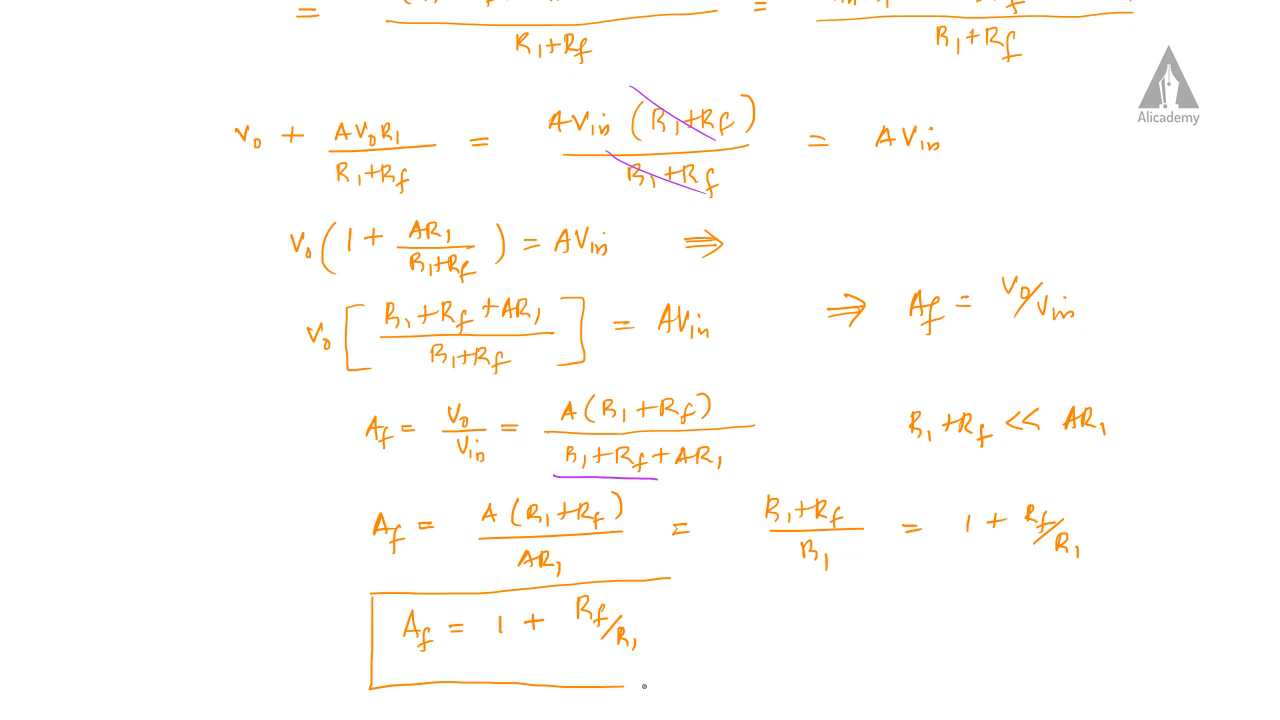 = ―――― = ――――
R₁+Rf R₁+Rf
Alicademy
V₀ + AV₀R₁/(R₁+Rf) = AVin (R₁+Rf)/(R₁+Rf) = AVin
V₀(1 + AR₁/(R₁+Rf)) = AVin ⇒
V₀[(R₁+Rf+AR₁)/(R₁+Rf)] = AVin ⇒ Af = V₀/Vin
Af = V₀/Vin = A(R₁+Rf)/(R₁+Rf+AR₁) R₁+Rf << AR₁
Af = A(R₁+Rf)/AR₁ = (R₁+Rf)/R₁ = 1 + Rf/R₁
Af = 1 + Rf/R₁